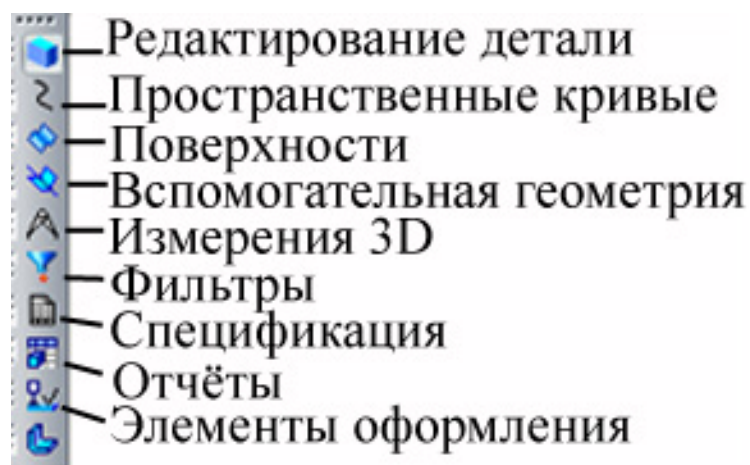 Редактирование детали
Пространственные кривые
Поверхности
Вспомогательная геометрия
Измерения 3D
Фильтры
Спецификация
Отчёты
Элементы оформления